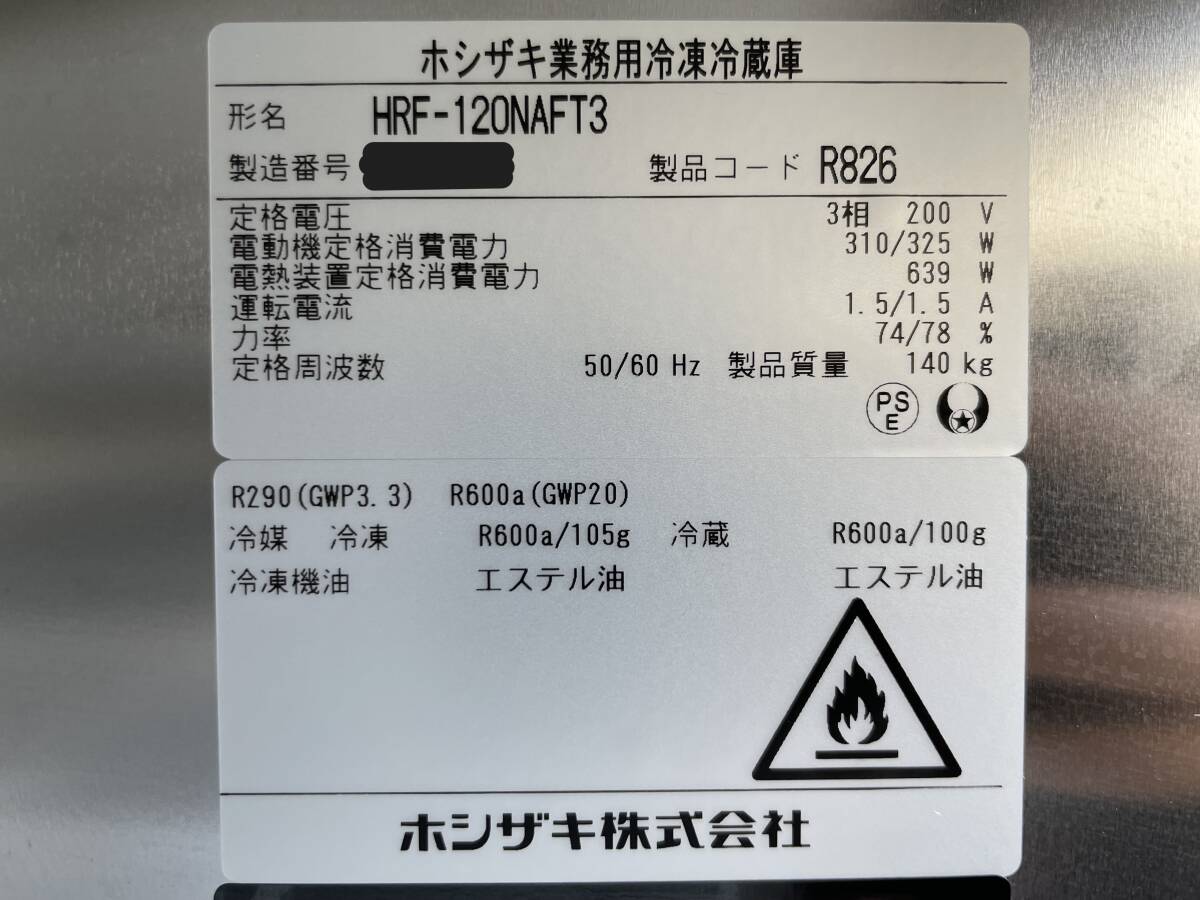 ホシザキ業務用冷凍冷蔵庫
形名 HRF-120NAFT3
製造番号 製品コード R826
定格電圧 3相 200 V
電動機定格消費電力 310/325 W
電熱装置定格消費電力 639 W
運転電流 1.5/1.5 A
力率 74/78 %
定格周波数 50/60 Hz 製品質量 140 kg
PS
E
R290(GWP3.3) R600a(GWP20)
冷媒 冷凍 R600a/105g 冷蔵 R600a/100g
冷凍機油 エステル油 エステル油
ホシザキ株式会社